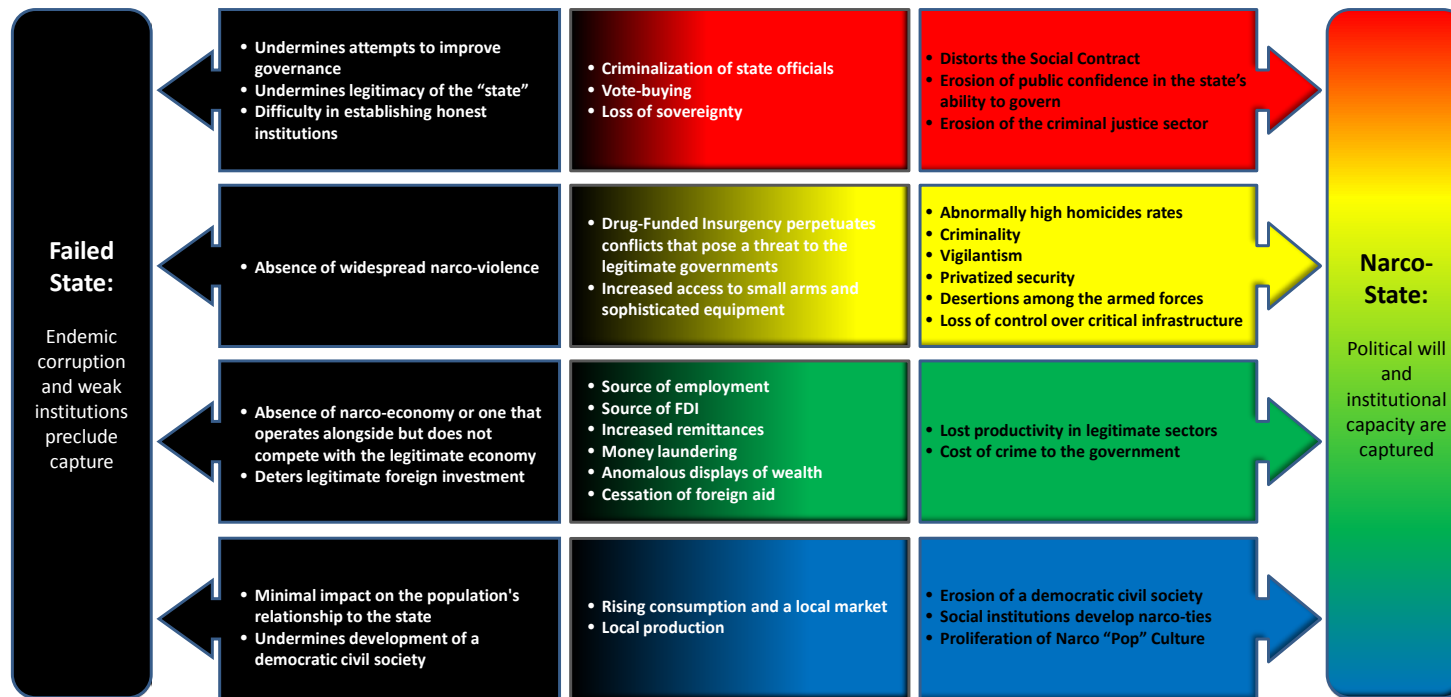 Failed
State:
Endemic
corruption
and weak
institutions
preclude
capture
• Undermines attempts to improve
governance
• Undermines legitimacy of the “state”
• Difficulty in establishing honest
institutions
• Criminalization of state officials
• Vote-buying
• Loss of sovereignty
• Distorts the Social Contract
• Erosion of public confidence in the state’s
ability to govern
• Erosion of the criminal justice sector
• Absence of widespread narco-violence
• Drug-Funded Insurgency perpetuates
conflicts that pose a threat to the
legitimate governments
• Increased access to small arms and
sophisticated equipment
• Abnormally high homicides rates
• Criminality
• Vigilantism
• Privatized security
• Desertions among the armed forces
• Loss of control over critical infrastructure
• Absence of narco-economy or one that
operates alongside but does not
compete with the legitimate economy
• Deters legitimate foreign investment
• Source of employment
• Source of FDI
• Increased remittances
• Money laundering
• Anomalous displays of wealth
• Cessation of foreign aid
• Lost productivity in legitimate sectors
• Cost of crime to the government
• Minimal impact on the population's
relationship to the state
• Undermines development of a
democratic civil society
• Rising consumption and a local market
• Local production
• Erosion of a democratic civil society
• Social institutions develop narco-ties
• Proliferation of Narco “Pop” Culture
Narco-
State:
Political will
and
institutional
capacity are
captured